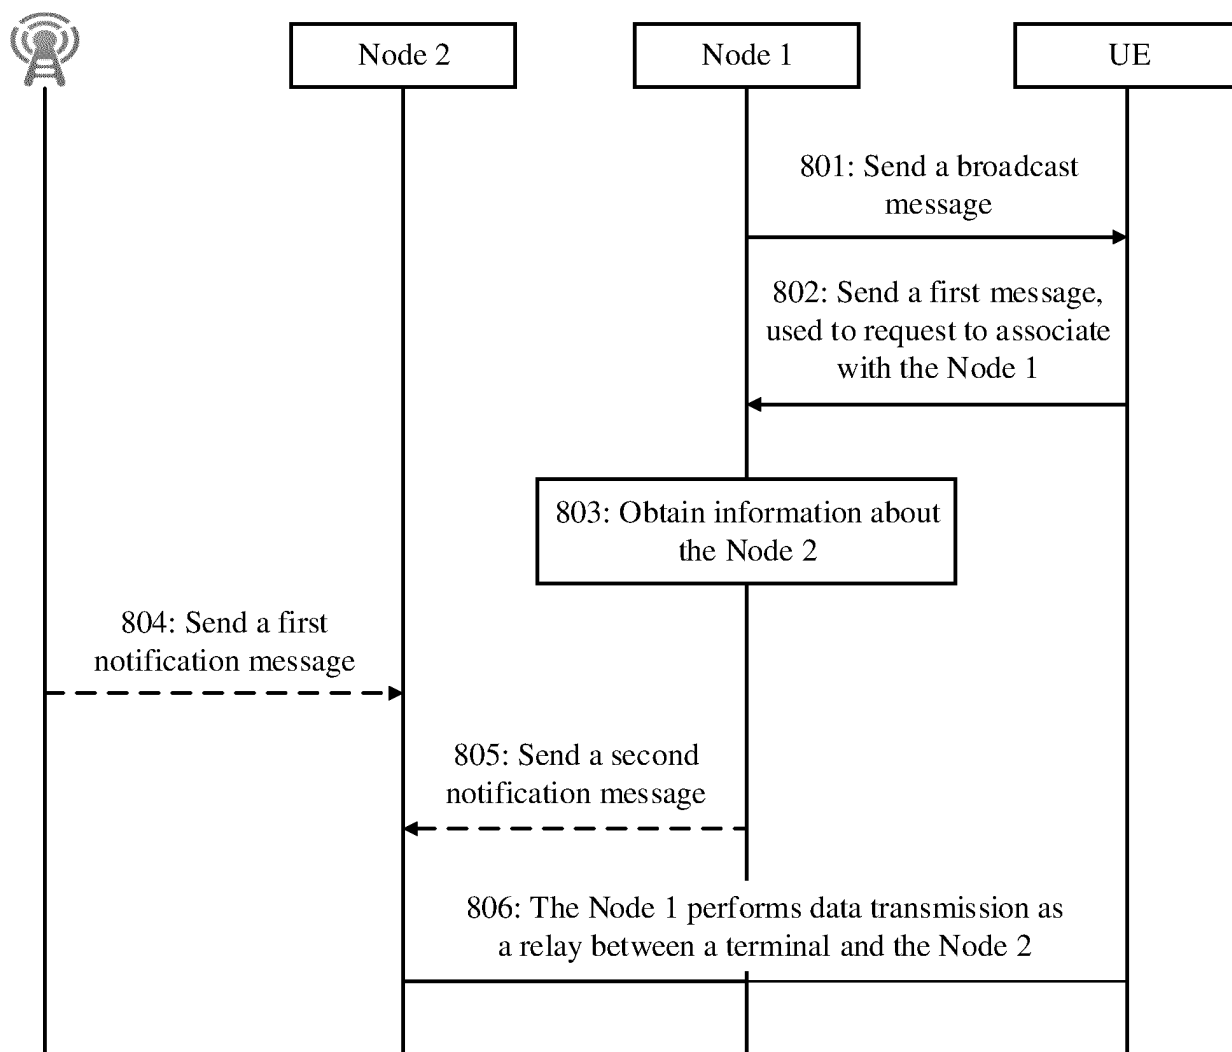 Node 2
Node 1
UE
801: Send a broadcast
message
802: Send a first message,
used to request to associate
with the Node 1
803: Obtain information about
the Node 2
804: Send a first
notification message
805: Send a second
notification message
806: The Node 1 performs data transmission as
a relay between a terminal and the Node 2